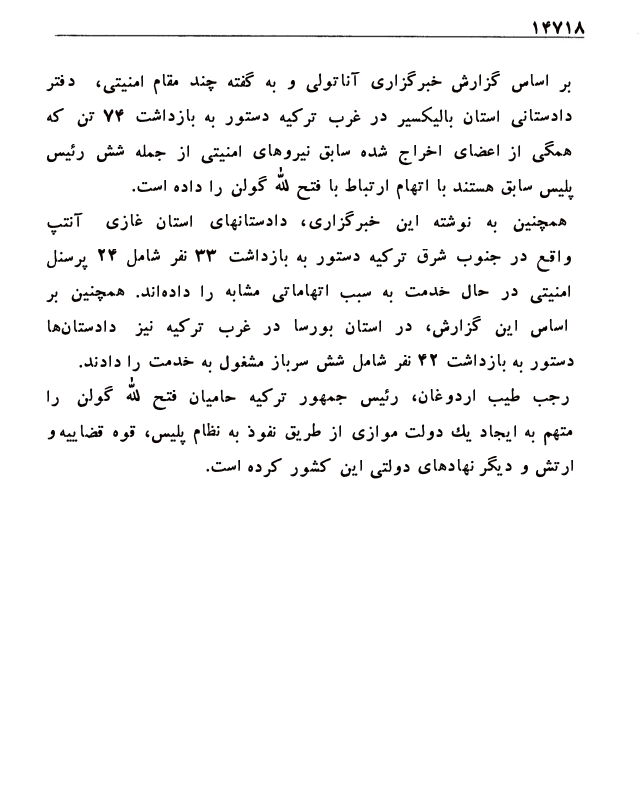 ۱۴۷۱۸
بر اساس گزارش خبرگزاری آناتولی و به گفته چند مقام امنیتی، دفتر
دادستانی استان بالیکسیر در غرب ترکیه دستور به بازداشت ۷۴ تن که
همگی از اعضای اخراج شده سابق نیروهای امنیتی از جمله شش رئیس
پلیس سابق هستند با اتهام ارتباط با فتح الله گولن را داده است.
همچنین به نوشته این خبرگزاری، دادستانهای استان غازی آنتپ
واقع در جنوب شرق ترکیه دستور به بازداشت ۳۳ نفر شامل ۲۴ پرسنل
امنیتی در حال خدمت به سبب اتهاماتی مشابه را داده‌اند. همچنین بر
اساس این گزارش، در استان بورسا در غرب ترکیه نیز دادستان‌ها
دستور به بازداشت ۴۲ نفر شامل شش سرباز مشغول به خدمت را دادند.
رجب طیب اردوغان، رئیس جمهور ترکیه حامیان فتح الله گولن را
متهم به ایجاد یك دولت موازی از طریق نفوذ به نظام پلیس، قوه قضاییه و
ارتش و دیگر نهادهای دولتی این کشور کرده است.